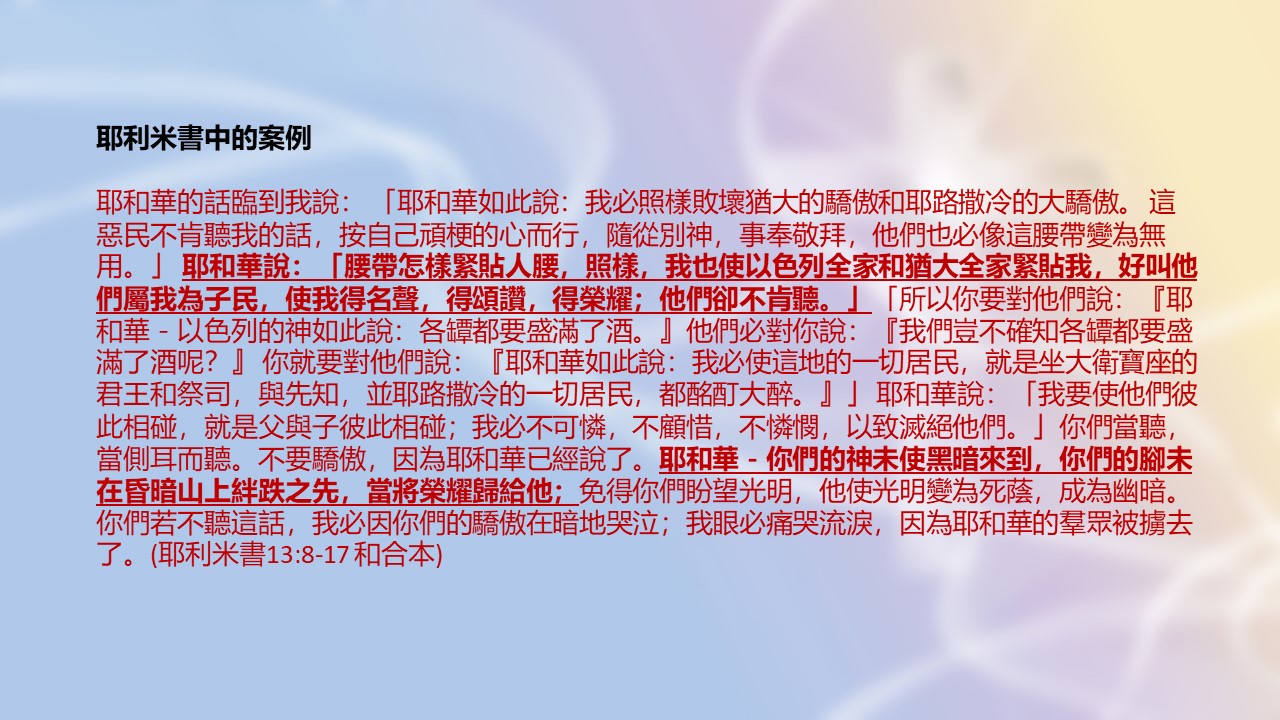 耶利米書中的案例
耶和華的話臨到我說：「耶和華如此說：我必照樣敗壞猶大的驕傲和耶路撒冷的大驕傲。 這
惡民不肯聽我的話，按自己頑梗的心而行，隨從別神，事奉敬拜，他們也必像這腰帶變為無
用。」 耶和華說：「腰帶怎樣緊貼人腰，照樣，我也使以色列全家和猶大全家緊貼我，好叫他
們屬我為子民，使我得名聲，得頌讚，得榮耀；他們卻不肯聽。」「所以你要對他們說：『耶
和華－以色列的神如此說：各罈都要盛滿了酒。』他們必對你說：『我們豈不確知各罈都要盛
滿了酒呢？』 你就要對他們說：『耶和華如此說：我必使這地的一切居民，就是坐大衛寶座的
君王和祭司，與先知，並耶路撒冷的一切居民，都酩酊大醉。』」 耶和華說：「我要使他們彼
此相碰，就是父與子彼此相碰；我必不可憐，不顧惜，不憐憫，以致滅絕他們。」你們當聽，
當側耳而聽。不要驕傲，因為耶和華已經說了。耶和華－你們的神未使黑暗來到，你們的腳未
在昏暗山上絆跌之先，當將榮耀歸給他；免得你們盼望光明，他使光明變為死蔭，成為幽暗。
你們若不聽這話，我必因你們的驕傲在暗地哭泣；我眼必痛哭流淚，因為耶和華的羣眾被擄去
了。(耶利米書13:8-17 和合本)